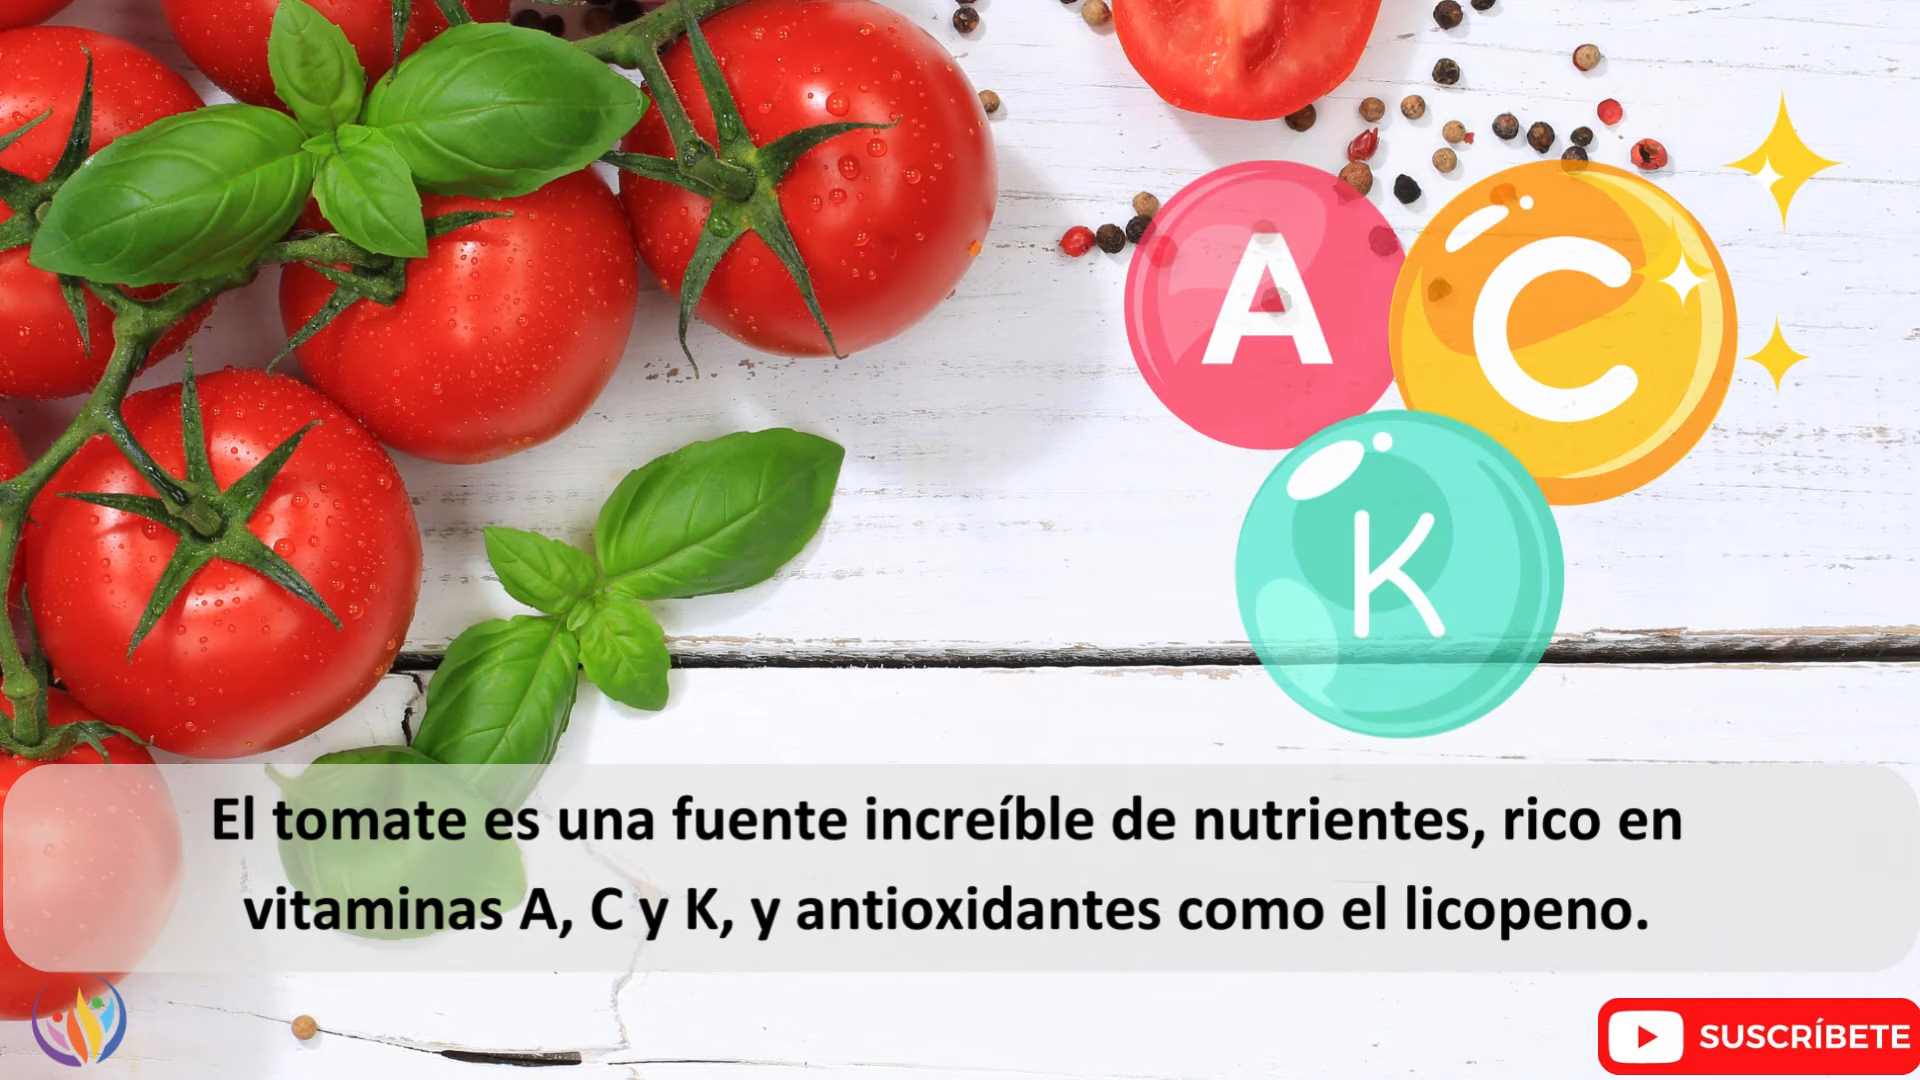 A
C
K
El tomate es una fuente increíble de nutrientes, rico en
vitaminas A, C y K, y antioxidantes como el licopeno.
SUSCRÍBETE